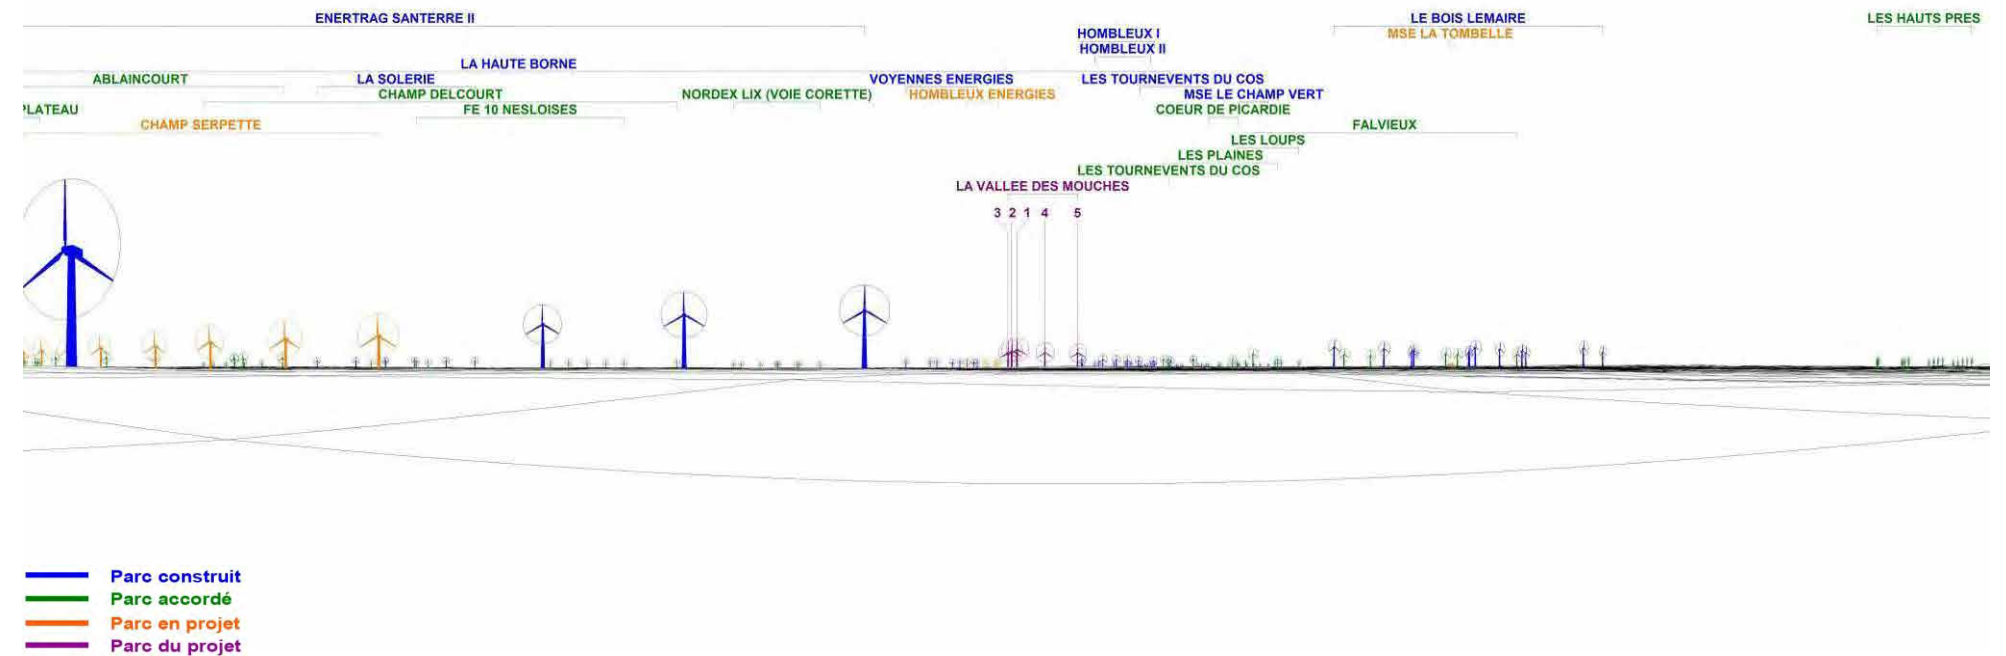 ENERTRAG SANTERRE II
LE BOIS LEMAIRE
LES HAUTS PRES
HOMBLEUX I
MSE LA TOMBELLE
HOMBLEUX II
LA HAUTE BORNE
ABLAINCOURT
LA SOLERIE
VOYENNES ENERGIES
LES TOURNEVENTS DU COS
CHAMP DELCOURT
NORDEX LIX (VOIE CORETTE)
HOMBLEUX ENERGIES
MSE LE CHAMP VERT
PLATEAU
FE 10 NESLOISES
COEUR DE PICARDIE
CHAMP SERPETTE
FALVIEUX
LES LOUPS
LES PLAINES
LES TOURNEVENTS DU COS
LA VALLEE DES MOUCHES
3 2 1 4 5
Parc construit
Parc accordé
Parc en projet
Parc du projet